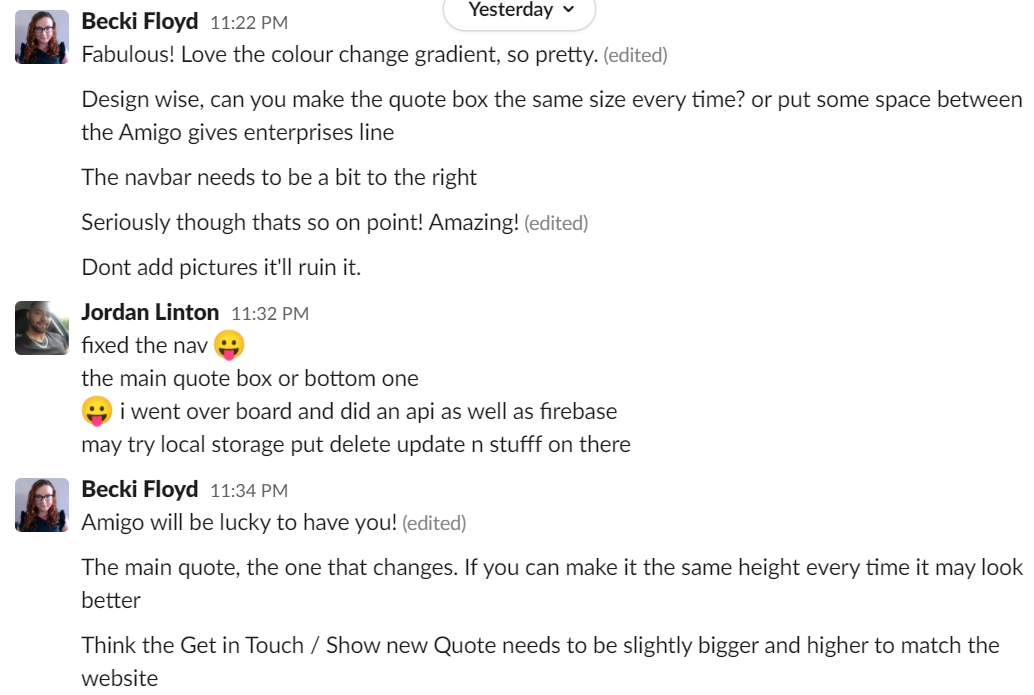 Yesterday
Becki Floyd 11:22 PM
Fabulous! Love the colour change gradient, so pretty. (edited)
Design wise, can you make the quote box the same size every time? or put some space between
the Amigo gives enterprises line
The navbar needs to be a bit to the right
Seriously though thats so on point! Amazing! (edited)
Dont add pictures it'll ruin it.
Jordan Linton 11:32 PM
fixed the nav 😛
the main quote box or bottom one
😛 i went over board and did an api as well as firebase
may try local storage put delete update n stufff on there
Becki Floyd 11:34 PM
Amigo will be lucky to have you! (edited)
The main quote, the one that changes. If you can make it the same height every time it may look
better
Think the Get in Touch / Show new Quote needs to be slightly bigger and higher to match the
website